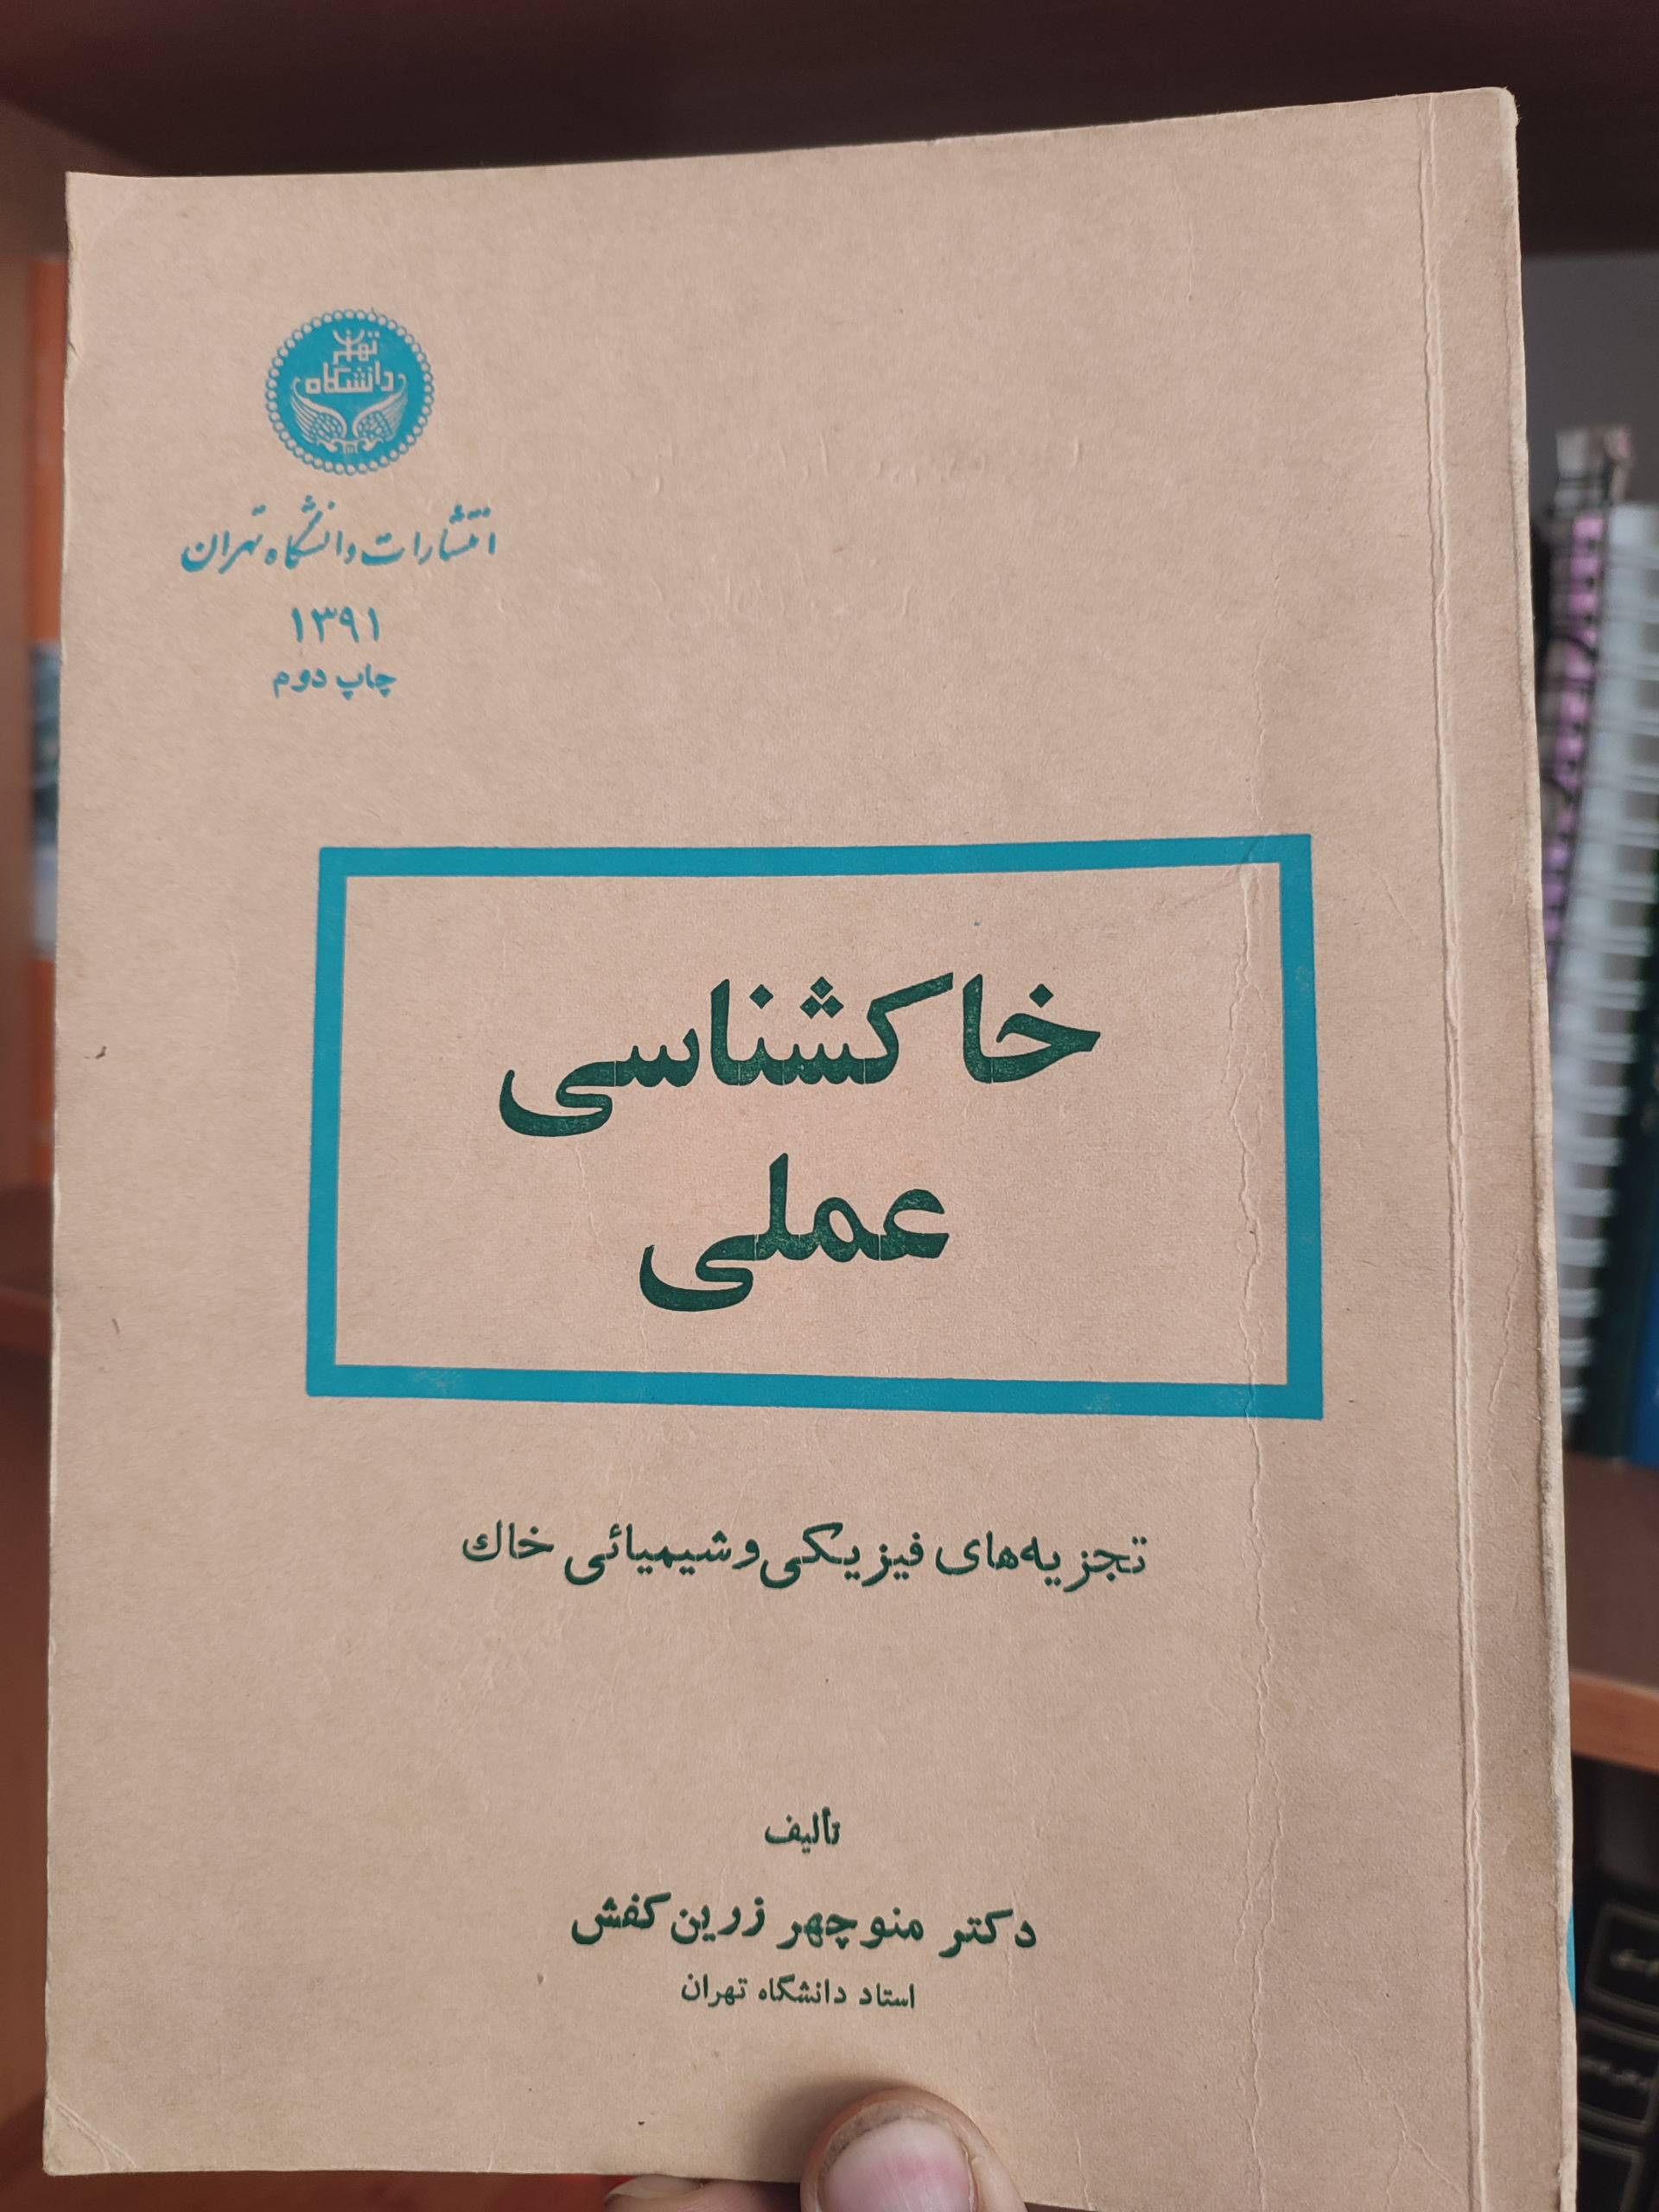 تهران
دانشگاه
انتشارات دانشگاه تهران
۱۳۹۱
چاپ دوم
خاکشناسی
عملی
تجزیه‌های فیزیکی و شیمیائی خاك
تألیف
دکتر منوچهر زرین‌کفش
استاد دانشگاه تهران